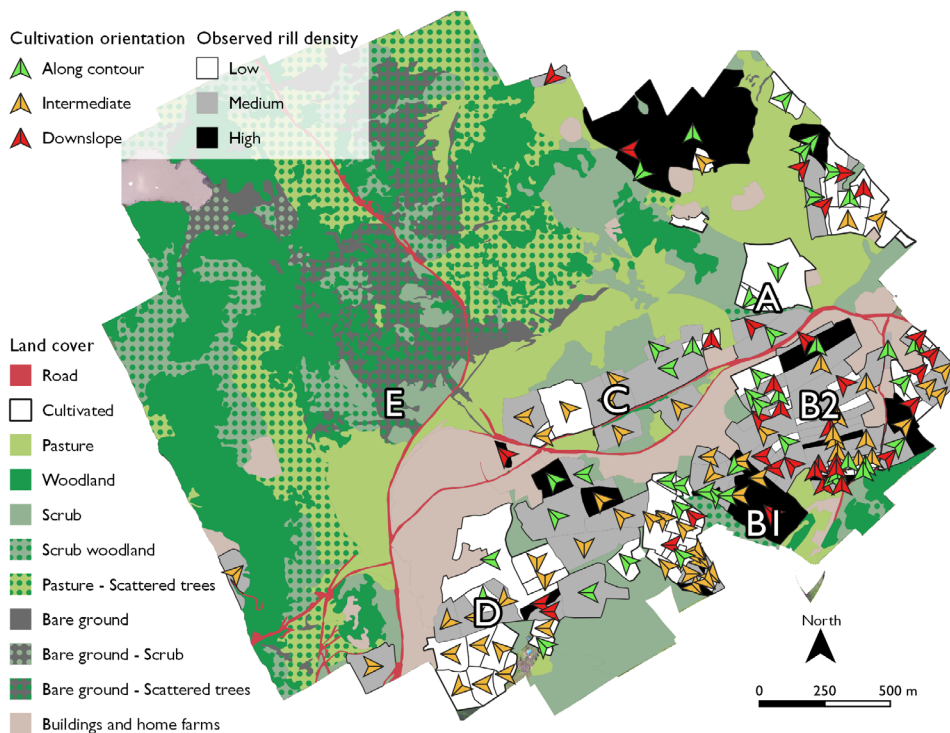 Cultivation orientation
Along contour
Intermediate
Downslope
Observed rill density
Low
Medium
High
A
C
E
B2
B1
D
Land cover
Road
Cultivated
Pasture
Woodland
Scrub
Scrub woodland
Pasture - Scattered trees
Bare ground
Bare ground - Scrub
Bare ground - Scattered trees
Buildings and home farms
North
0 250 500 m